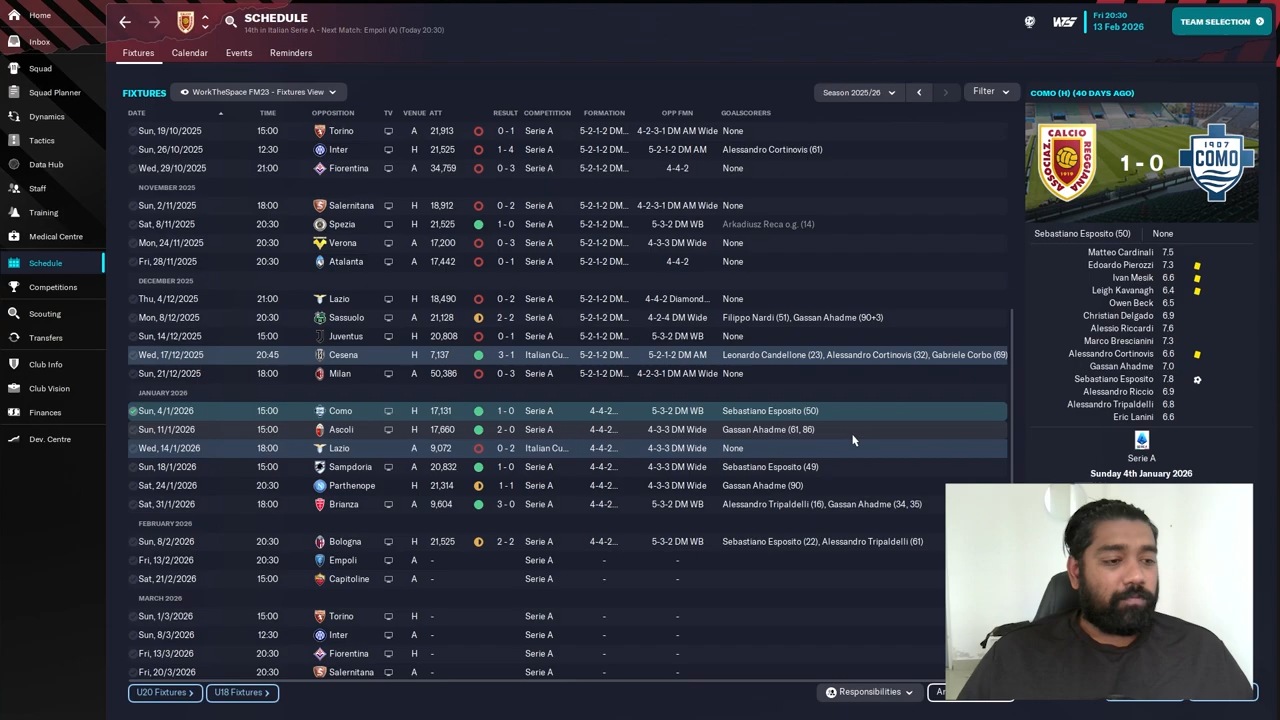 Home
SCHEDULE
14th in Italian Serie A - Next Match: Empoli (A) (Today 20:30)
Fri 20:30
13 Feb 2026
TEAM SELECTION
Inbox
Squad
Squad Planner
Dynamics
Tactics
Data Hub
Staff
Training
Medical Centre
Schedule
Competitions
Scouting
Transfers
Club Info
Club Vision
Finances
Dev. Centre
Fixtures Calendar Events Reminders
FIXTURES WorkTheSpace FM23 - Fixtures View Season 2025/26 Filter
DATE TIME OPPOSITION TV VENUE ATT RESULT COMPETITION FORMATION OPP FMN GOALSCORERS
Sun, 19/10/2025 15:00 Torino A 21,913 0 - 1 Serie A 5-2-1-2 DM... 4-2-3-1 DM AM Wide None
Sun, 26/10/2025 12:30 Inter H 21,525 1 - 4 Serie A 5-2-1-2 DM... 5-2-1-2 DM AM Alessandro Cortinovis (61)
Wed, 29/10/2025 21:00 Fiorentina A 34,759 0 - 3 Serie A 5-2-1-2 DM... 4-4-2 None
NOVEMBER 2025
Sun, 2/11/2025 18:00 Salernitana H 18,912 0 - 2 Serie A 5-2-1-2 DM... 4-2-3-1 DM AM Wide None
Sat, 8/11/2025 20:30 Spezia H 21,525 1 - 0 Serie A 5-2-1-2 DM... 5-3-2 DM WB Arkadiusz Reca o.g. (14)
Mon, 24/11/2025 20:30 Verona A 17,200 0 - 3 Serie A 5-2-1-2 DM... 4-3-3 DM Wide None
Fri, 28/11/2025 20:30 Atalanta A 17,442 0 - 1 Serie A 5-2-1-2 DM... 4-4-2 None
DECEMBER 2025
Thu, 4/12/2025 21:00 Lazio H 18,490 0 - 2 Serie A 5-2-1-2 DM... 4-4-2 Diamond... None
Mon, 8/12/2025 20:30 Sassuolo A 21,128 2 - 2 Serie A 5-2-1-2 DM... 4-2-4 DM Wide Filippo Nardi (51), Gassan Ahadme (90+3)
Sun, 14/12/2025 15:00 Juventus H 20,808 0 - 1 Serie A 5-2-1-2 DM... 4-3-3 DM Wide None
Wed, 17/12/2025 20:45 Cesena H 7,137 3 - 1 Italian Cu... 5-2-1-2 DM... 5-2-1-2 DM AM Leonardo Candellone (23), Alessandro Cortinovis (32), Gabriele Corbo (69)
Sun, 21/12/2025 18:00 Milan A 50,386 0 - 3 Serie A 5-2-1-2 DM... 4-2-3-1 DM AM Wide None
JANUARY 2026
Sun, 4/1/2026 15:00 Como H 17,131 1 - 0 Serie A 4-4-2... 5-3-2 DM WB Sebastiano Esposito (50)
Sun, 11/1/2026 15:00 Ascoli H 17,660 2 - 0 Serie A 4-4-2... 4-3-3 DM Wide Gassan Ahadme (61, 86)
Wed, 14/1/2026 18:00 Lazio A 9,072 0 - 2 Italian Cu... 4-4-2... 4-3-3 DM Wide None
Sun, 18/1/2026 15:00 Sampdoria A 20,832 1 - 0 Serie A 4-4-2... 4-3-3 DM Wide Sebastiano Esposito (49)
Sat, 24/1/2026 20:30 Parthenope H 21,314 1 - 1 Serie A 4-4-2... 4-3-3 DM Wide Gassan Ahadme (90)
Sat, 31/1/2026 18:00 Brianza A 9,604 3 - 0 Serie A 4-4-2... 5-3-2 DM WB Alessandro Tripaldelli (16), Gassan Ahadme (34, 35)
FEBRUARY 2026
Sun, 8/2/2026 20:30 Bologna H 21,525 2 - 2 Serie A 4-4-2... 5-3-2 DM WB Sebastiano Esposito (22), Alessandro Tripaldelli (61)
Fri, 13/2/2026 20:30 Empoli A - Serie A - -
Sat, 21/2/2026 15:00 Capitoline A - Serie A - -
MARCH 2026
Sun, 1/3/2026 15:00 Torino H - Serie A - -
Sun, 8/3/2026 12:30 Inter A - Serie A - -
Fri, 13/3/2026 20:30 Fiorentina H - Serie A - -
Fri, 20/3/2026 20:30 Salernitana A - Serie A - -
U20 Fixtures U18 Fixtures Responsibilities
COMO (H) (40 DAYS AGO)
CALCIO
REGGIANA
ASSOCIAZ
1919
1 - 0
1907
COMO
Sebastiano Esposito (50) None
Matteo Cardinali 7.5
Edoardo Pierozzi 7.3
Ivan Mesik 6.6
Leigh Kavanagh 6.4
Owen Beck 6.5
Christian Delgado 6.9
Alessio Riccardi 7.6
Marco Brescianini 7.3
Alessandro Cortinovis 6.6
Gassan Ahadme 7.0
Sebastiano Esposito 7.8
Alessandro Riccio 6.9
Alessandro Tripaldelli 6.8
Eric Lanini 6.6
Serie A
Sunday 4th January 2026